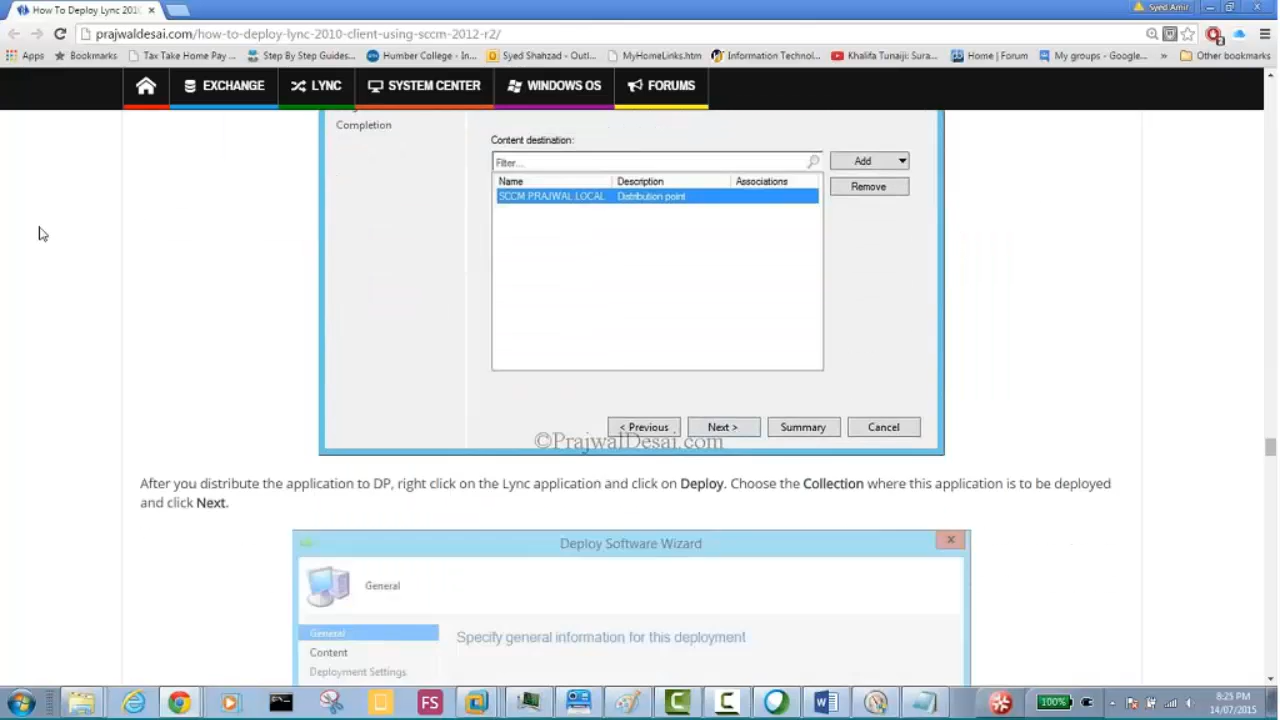 How To Deploy Lync 201
Syed Amir
prajwaldesai.com/how-to-deploy-lync-2010-client-using-sccm-2012-r2/
Apps Bookmarks Tax Take Home Pay ... Step By Step Guides... Humber College - In... Syed Shahzad - Outl... MyHomeLinks.htm Information Technol... Khalifa Tunaiji: Sura... Home | Forum My groups - Google... » Other bookmarks
EXCHANGE LYNC SYSTEM CENTER WINDOWS OS FORUMS
Completion
Content destination:
Filter...
Add
Name Description Associations
Remove
SCCM.PRAJWAL.LOCAL Distribution point
< Previous Next > Summary Cancel
©PrajwalDesai.com
After you distribute the application to DP, right click on the Lync application and click on Deploy. Choose the Collection where this application is to be deployed
and click Next.
Deploy Software Wizard
General
General
Specify general information for this deployment
Content
Deployment Settings
FS
100%
8:25 PM
14/07/2015